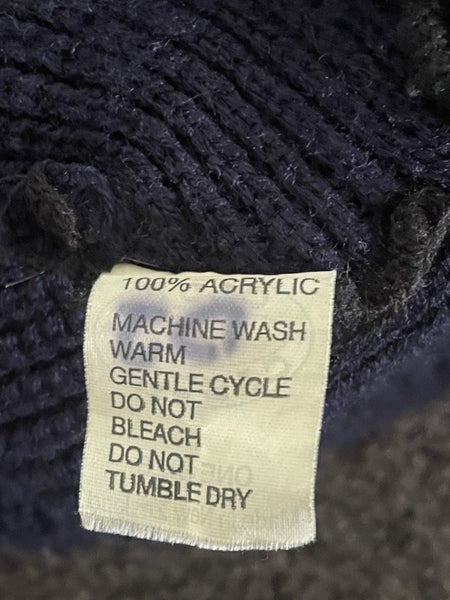 100% ACRYLIC
MACHINE WASH
WARM
GENTLE CYCLE
DO NOT
BLEACH
DO NOT
TUMBLE DRY